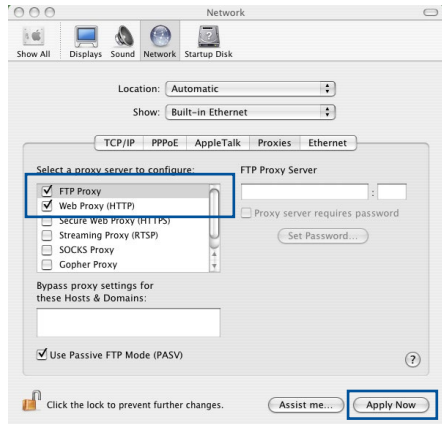 Network
Show All Displays Sound Network Startup Disk
Location: Automatic
Show: Built-in Ethernet
TCP/IP PPPoE AppleTalk Proxies Ethernet
Select a proxy server to configure: FTP Proxy Server
FTP Proxy
:
Web Proxy (HTTP)
Proxy server requires password
Secure Web Proxy (HTTPS)
Streaming Proxy (RTSP)
Set Password...
SOCKS Proxy
Gopher Proxy
Bypass proxy settings for
these Hosts & Domains:
Use Passive FTP Mode (PASV)
?
Click the lock to prevent further changes. Assist me... Apply Now